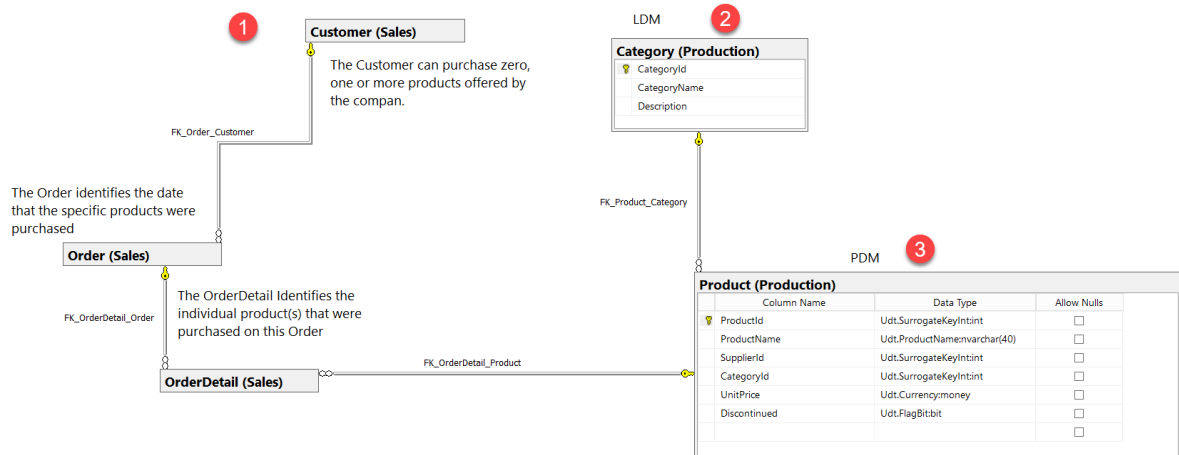 1
Customer (Sales)
The Customer can purchase zero,
one or more products offered by
the compan.
FK_Order_Customer
The Order identifies the date
that the specific products were
purchased
Order (Sales)
The OrderDetail Identifies the
individual product(s) that were
purchased on this Order
FK_OrderDetail_Order
OrderDetail (Sales)
FK_OrderDetail_Product
LDM
2
Category (Production)
CategoryId
CategoryName
Description
FK_Product_Category
PDM
3
Product (Production)
Column Name Data Type Allow Nulls
ProductId Udt.SurrogateKeyInt:int
ProductName Udt.ProductName:nvarchar(40)
SupplierId Udt.SurrogateKeyInt:int
CategoryId Udt.SurrogateKeyInt:int
UnitPrice Udt.Currency:money
Discontinued Udt.FlagBit:bit